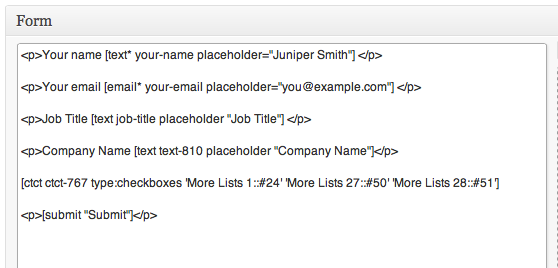 Form
<p>Your name [text* your-name placeholder="Juniper Smith"] </p>
<p>Your email [email* your-email placeholder="you@example.com"] </p>
<p>Job Title [text job-title placeholder "Job Title"] </p>
<p>Company Name [text text-810 placeholder "Company Name"]</p>
[ctct ctct-767 type:checkboxes 'More Lists 1::#24' 'More Lists 27::#50' 'More Lists 28::#51']
<p>[submit "Submit"]</p>